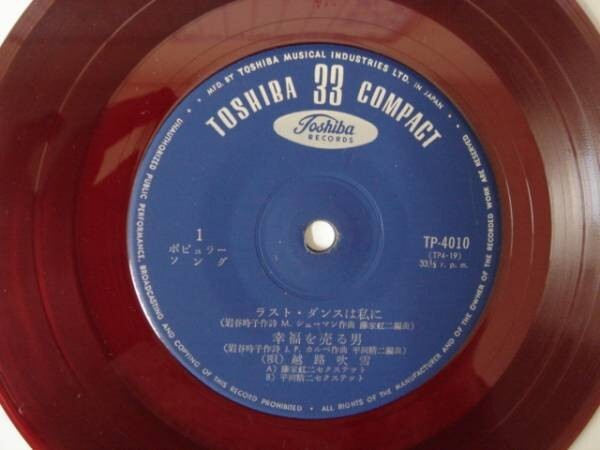 MFD. BY TOSHIBA MUSICAL INDUSTRIES LTD. IN JAPAN
TOSHIBA 33 COMPACT
Toshiba
RECORDS
1
ポピュラー
ソング
TP-4010
(TP4-19)
33⅓ r. p. m.
ラスト・ダンスは私に
(岩谷時子作詩 M. シューマン作曲 藤家虹二編曲)
幸福を売る男
(岩谷時子作詩 J. P. カルベ作曲 平岡精二編曲)
(唄) 越路吹雪
A) 藤家虹二セクステット
B) 平岡精二セクステット
UNAUTHORIZED PUBLIC PERFORMANCE, BROADCASTING AND COPYING OF THIS RECORD PROHIBITED • ALL RIGHTS OF THE MANUFACTURER AND OF THE OWNER OF THE RECORDED WORK ARE RESERVED